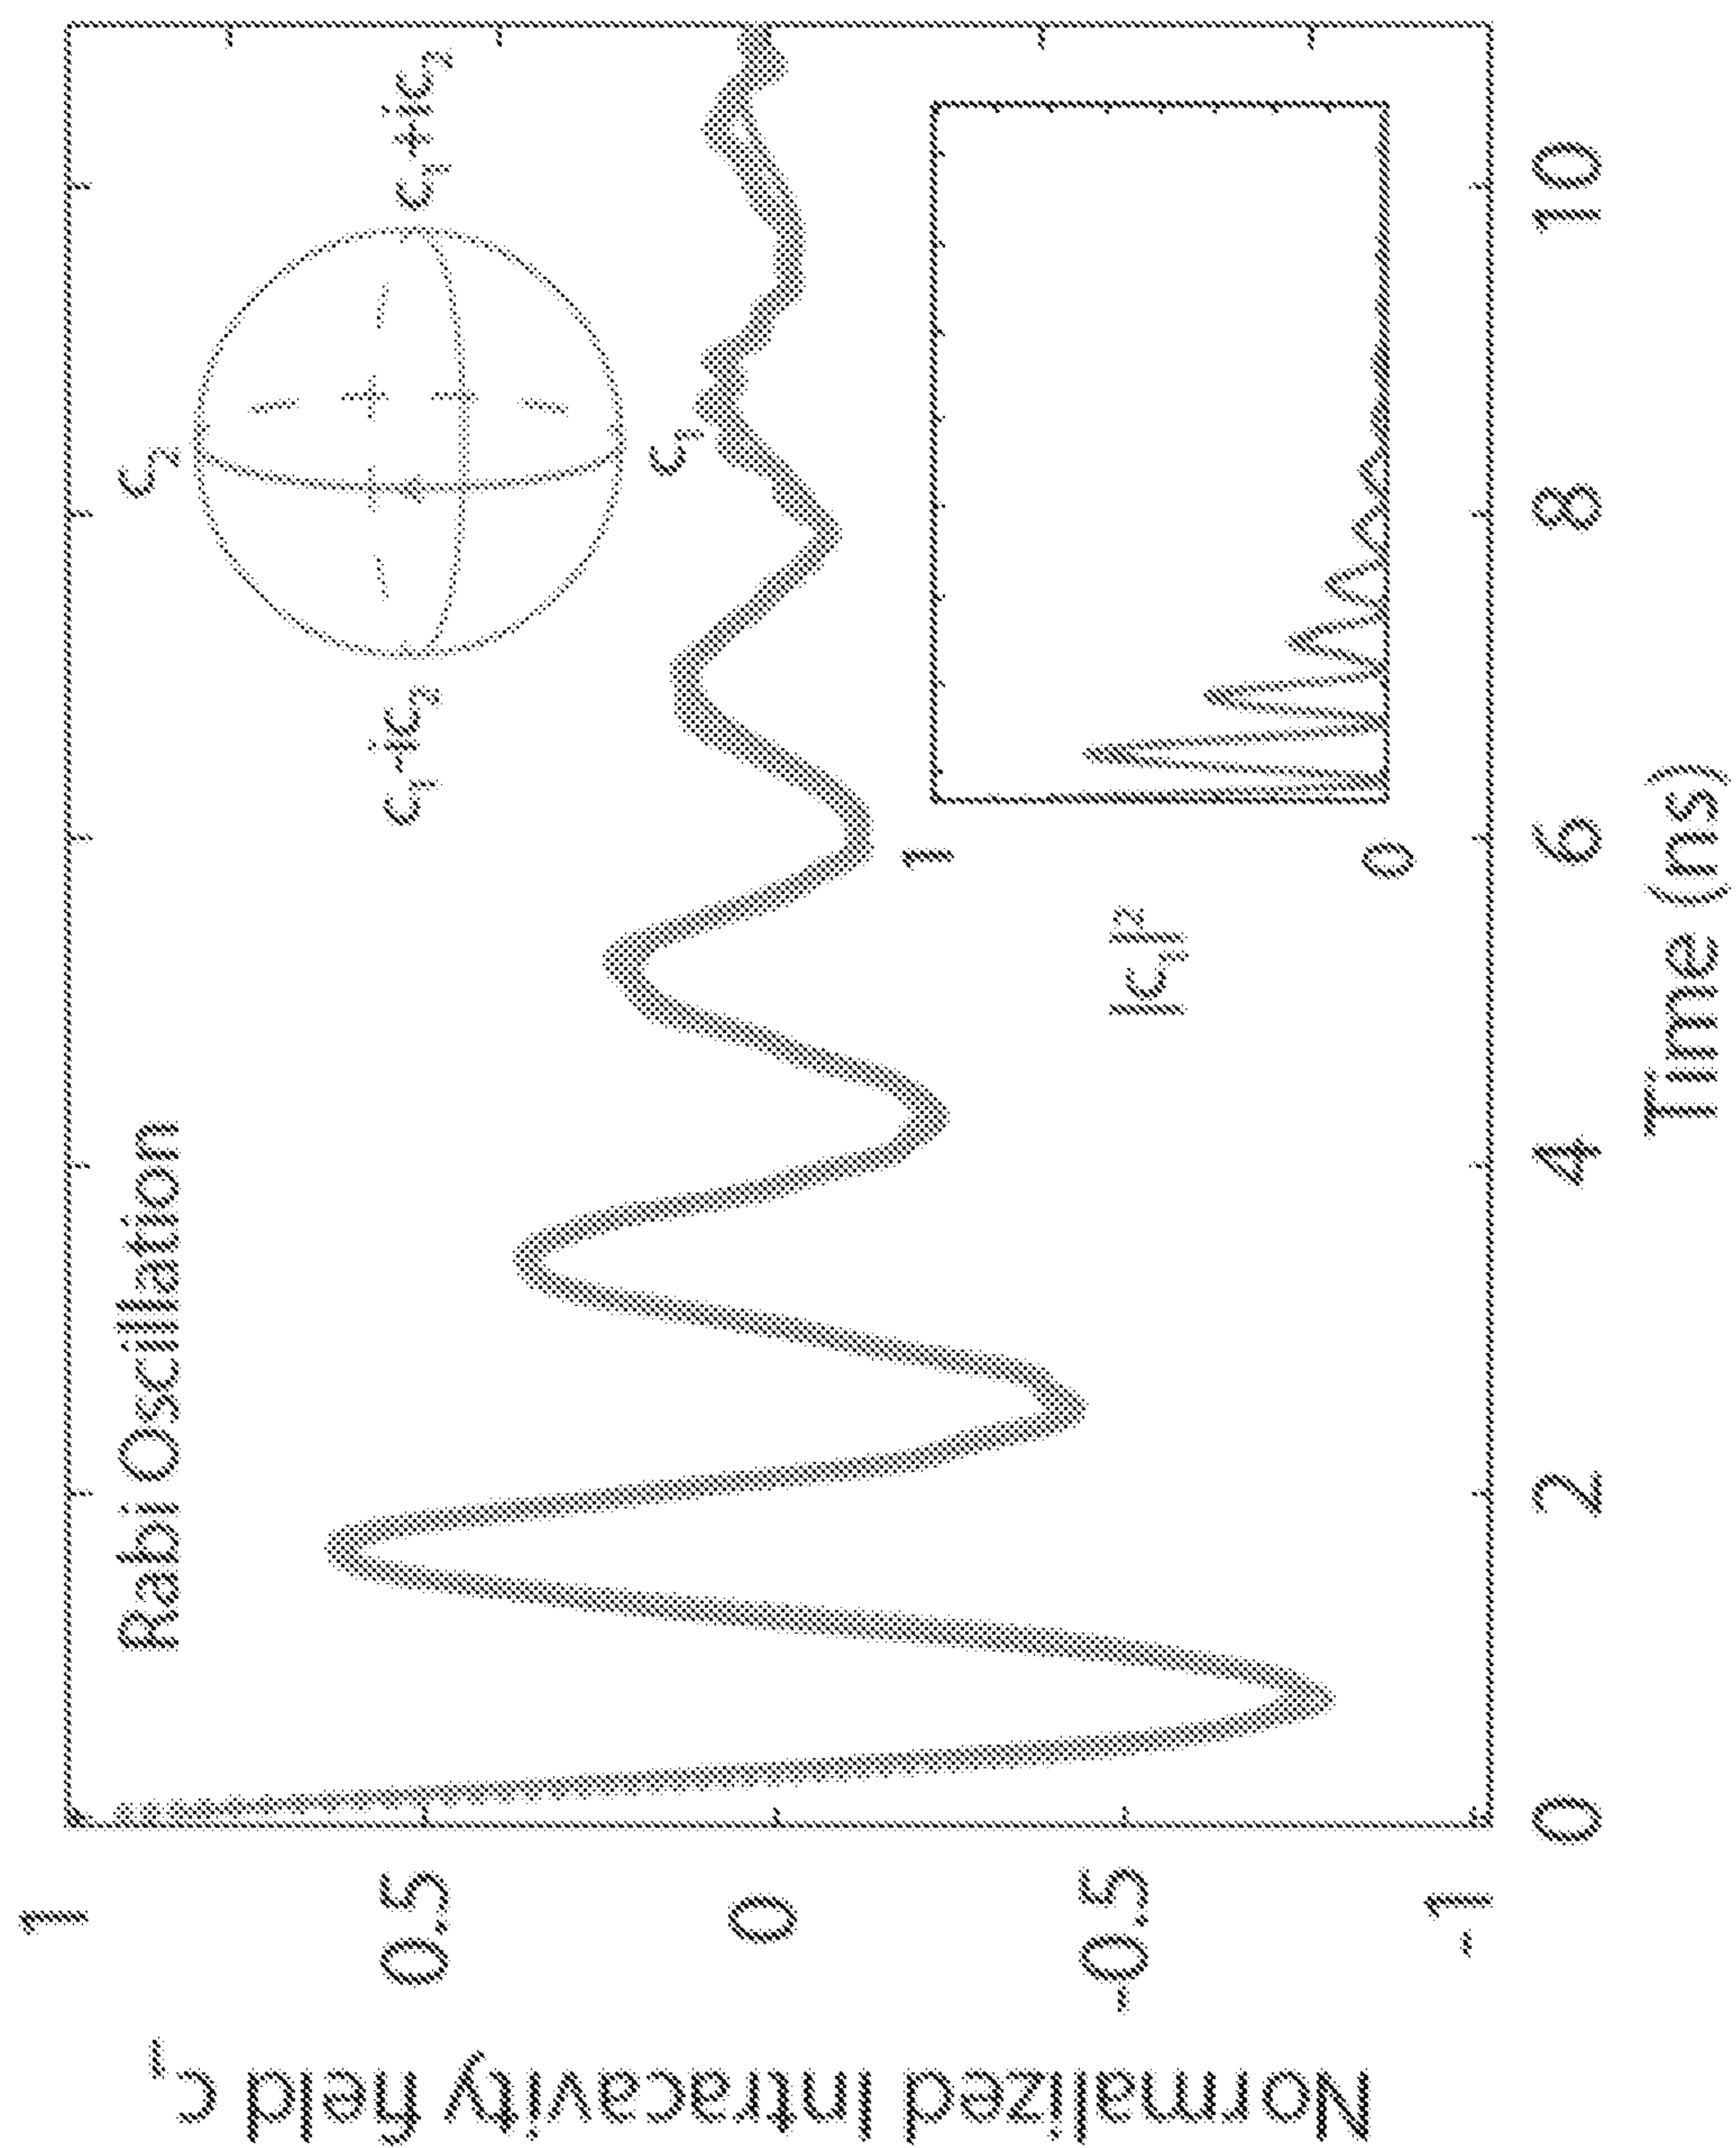 Rabi Oscillation
c₂
c₁-ic₂
c₁+ic₂
c₁
|c₁|²
1
0
1
0.5
0
-0.5
-1
Normalized Intracavity field c₁
0
2
4
6
8
10
Time (ns)